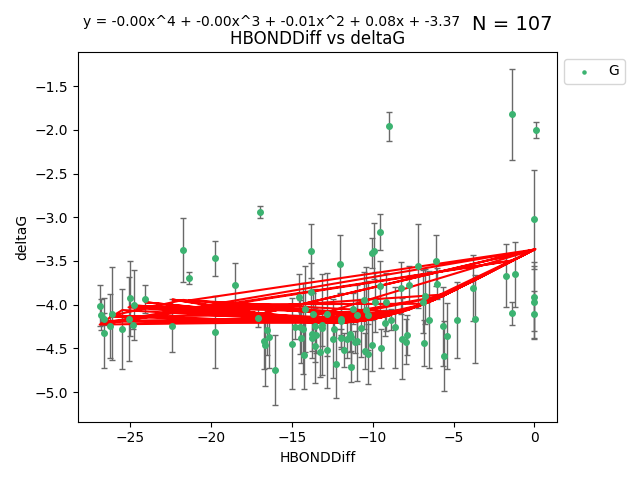 y = -0.00x^4 + -0.00x^3 + -0.01x^2 + 0.08x + -3.37 N = 107
HBONDDiff vs deltaG
G
−1.5
−2.0
−2.5
−3.0
−3.5
−4.0
−4.5
−5.0
deltaG
−25 −20 −15 −10 −5 0
HBONDDiff